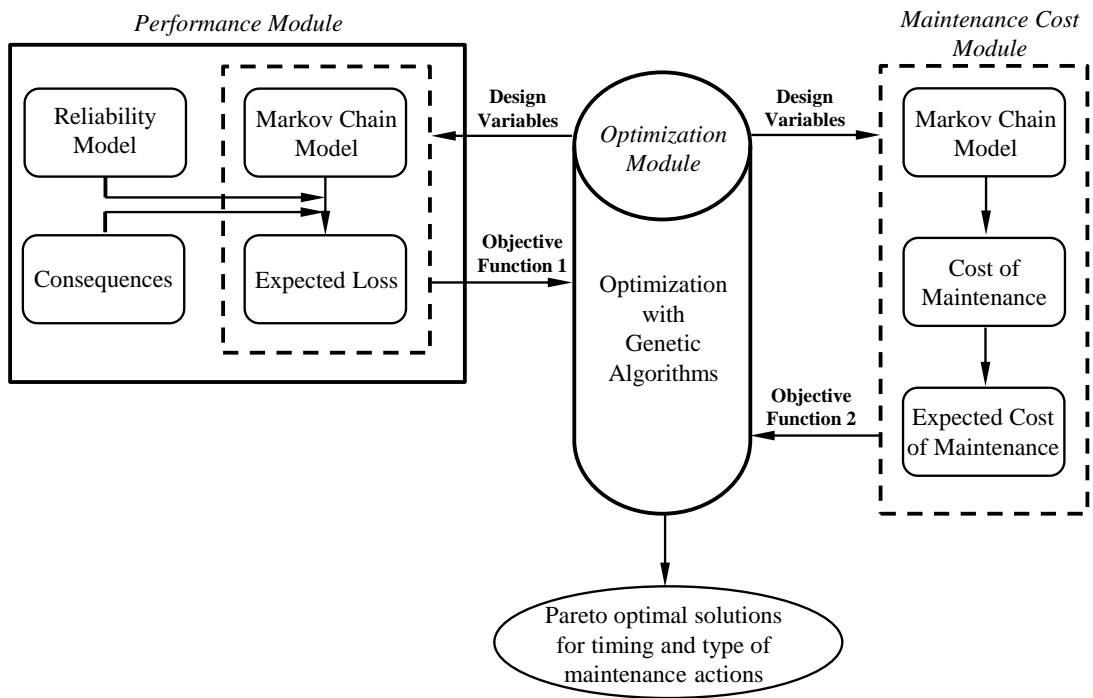 Performance Module
Reliability
Model
Markov Chain
Model
Consequences
Expected Loss
Design
Variables
Objective
Function 1
Optimization
Module
Optimization
with
Genetic
Algorithms
Design
Variables
Objective
Function 2
Maintenance Cost
Module
Markov Chain
Model
Cost of
Maintenance
Expected Cost
of Maintenance
Pareto optimal solutions
for timing and type of
maintenance actions